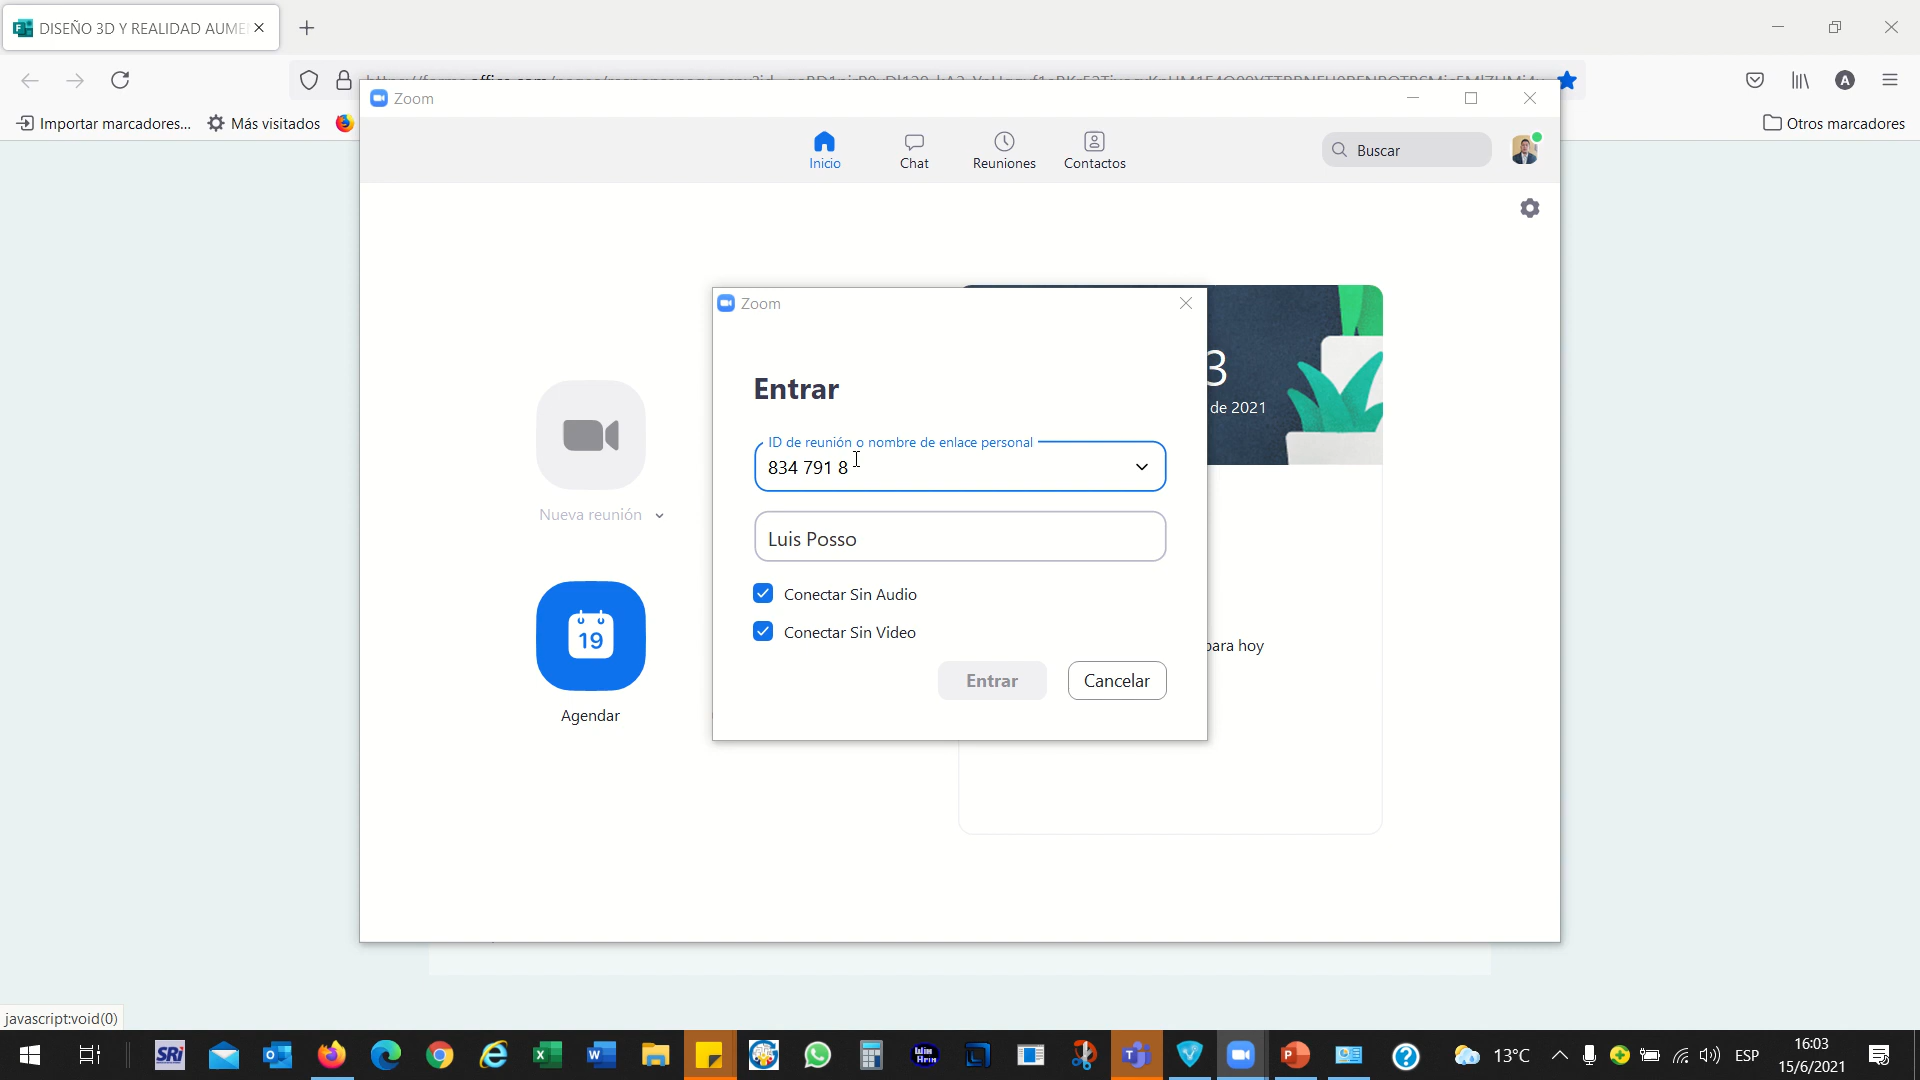 DISEÑO 3D Y REALIDAD AUME
Zoom
Importar marcadores...
Más visitados
Otros marcadores
Inicio
Chat
Reuniones
Contactos
Buscar
A
Zoom
3
de 2021
Entrar
ID de reunión o nombre de enlace personal
834 791 8
Nueva reunión
Luis Posso
Conectar Sin Audio
19
Conectar Sin Video
para hoy
Entrar
Cancelar
Agendar
javascript:void(0)
SRi
13°C
ESP
16:03
15/6/2021